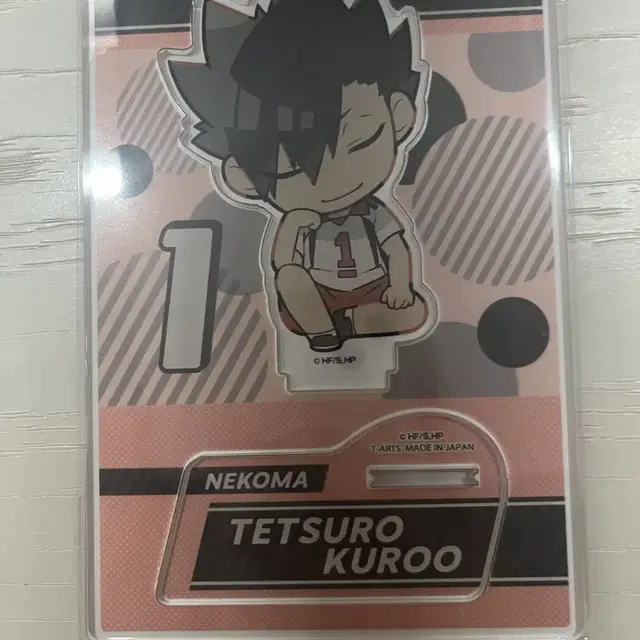 1
1
© HF/S,HP
© HF/S,HP
T-ARTS MADE IN JAPAN
NEKOMA
TETSURO
KUROO